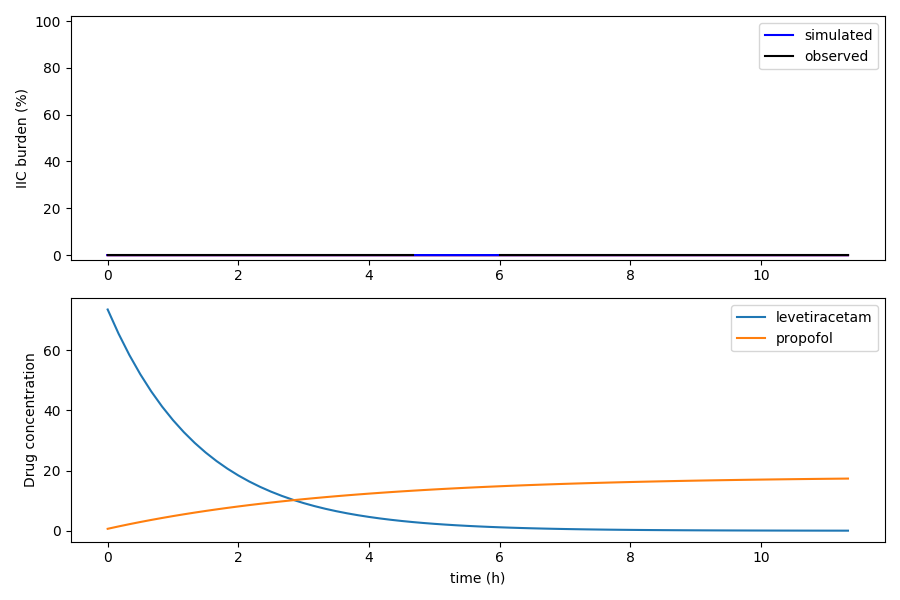 100
80
60
40
20
0
IIC burden (%)
simulated
observed
0 2 4 6 8 10
60
40
20
0
Drug concentration
levetiracetam
propofol
0 2 4 6 8 10
time (h)